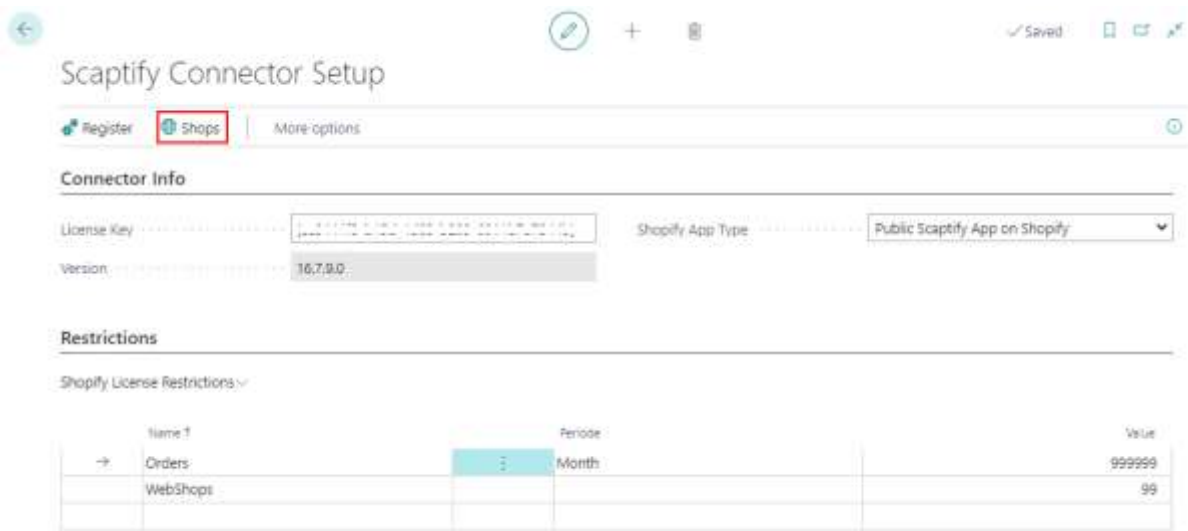 Saved
Scaptify Connector Setup
Register Shops More options
Connector Info
License Key Shopify App Type Public Scaptify App on Shopify
Version 16.7.9.0
Restrictions
Shopify License Restrictions
Name Periode Value
Orders Month 999999
WebShops 99